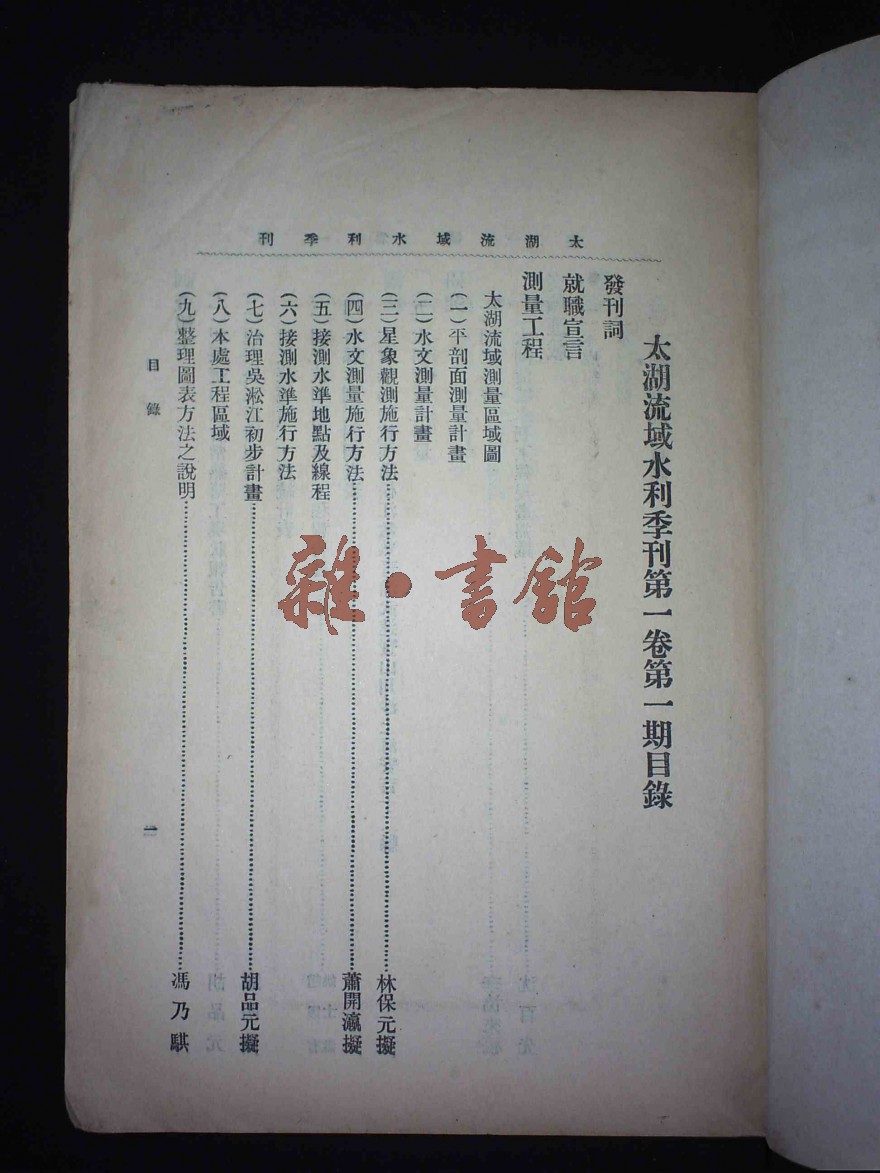 太湖流域水利季刊
太湖流域水利季刊第一卷第一期目錄
發刊詞
就職宣言
測量工程
太湖流域測量區域圖
(一)平剖面測量計畫
(二)水文測量計畫
(三)星象觀測施行方法……林保元擬
(四)水文測量施行方法……蕭開瀛擬
(五)接測水準地點及線程
(六)接測水準施行方法
(七)治理吳淞江初步計畫……胡品元擬
(八)本處工程區域
(九)整理圖表方法之說明……馮乃騏
目錄
一
雜·書館